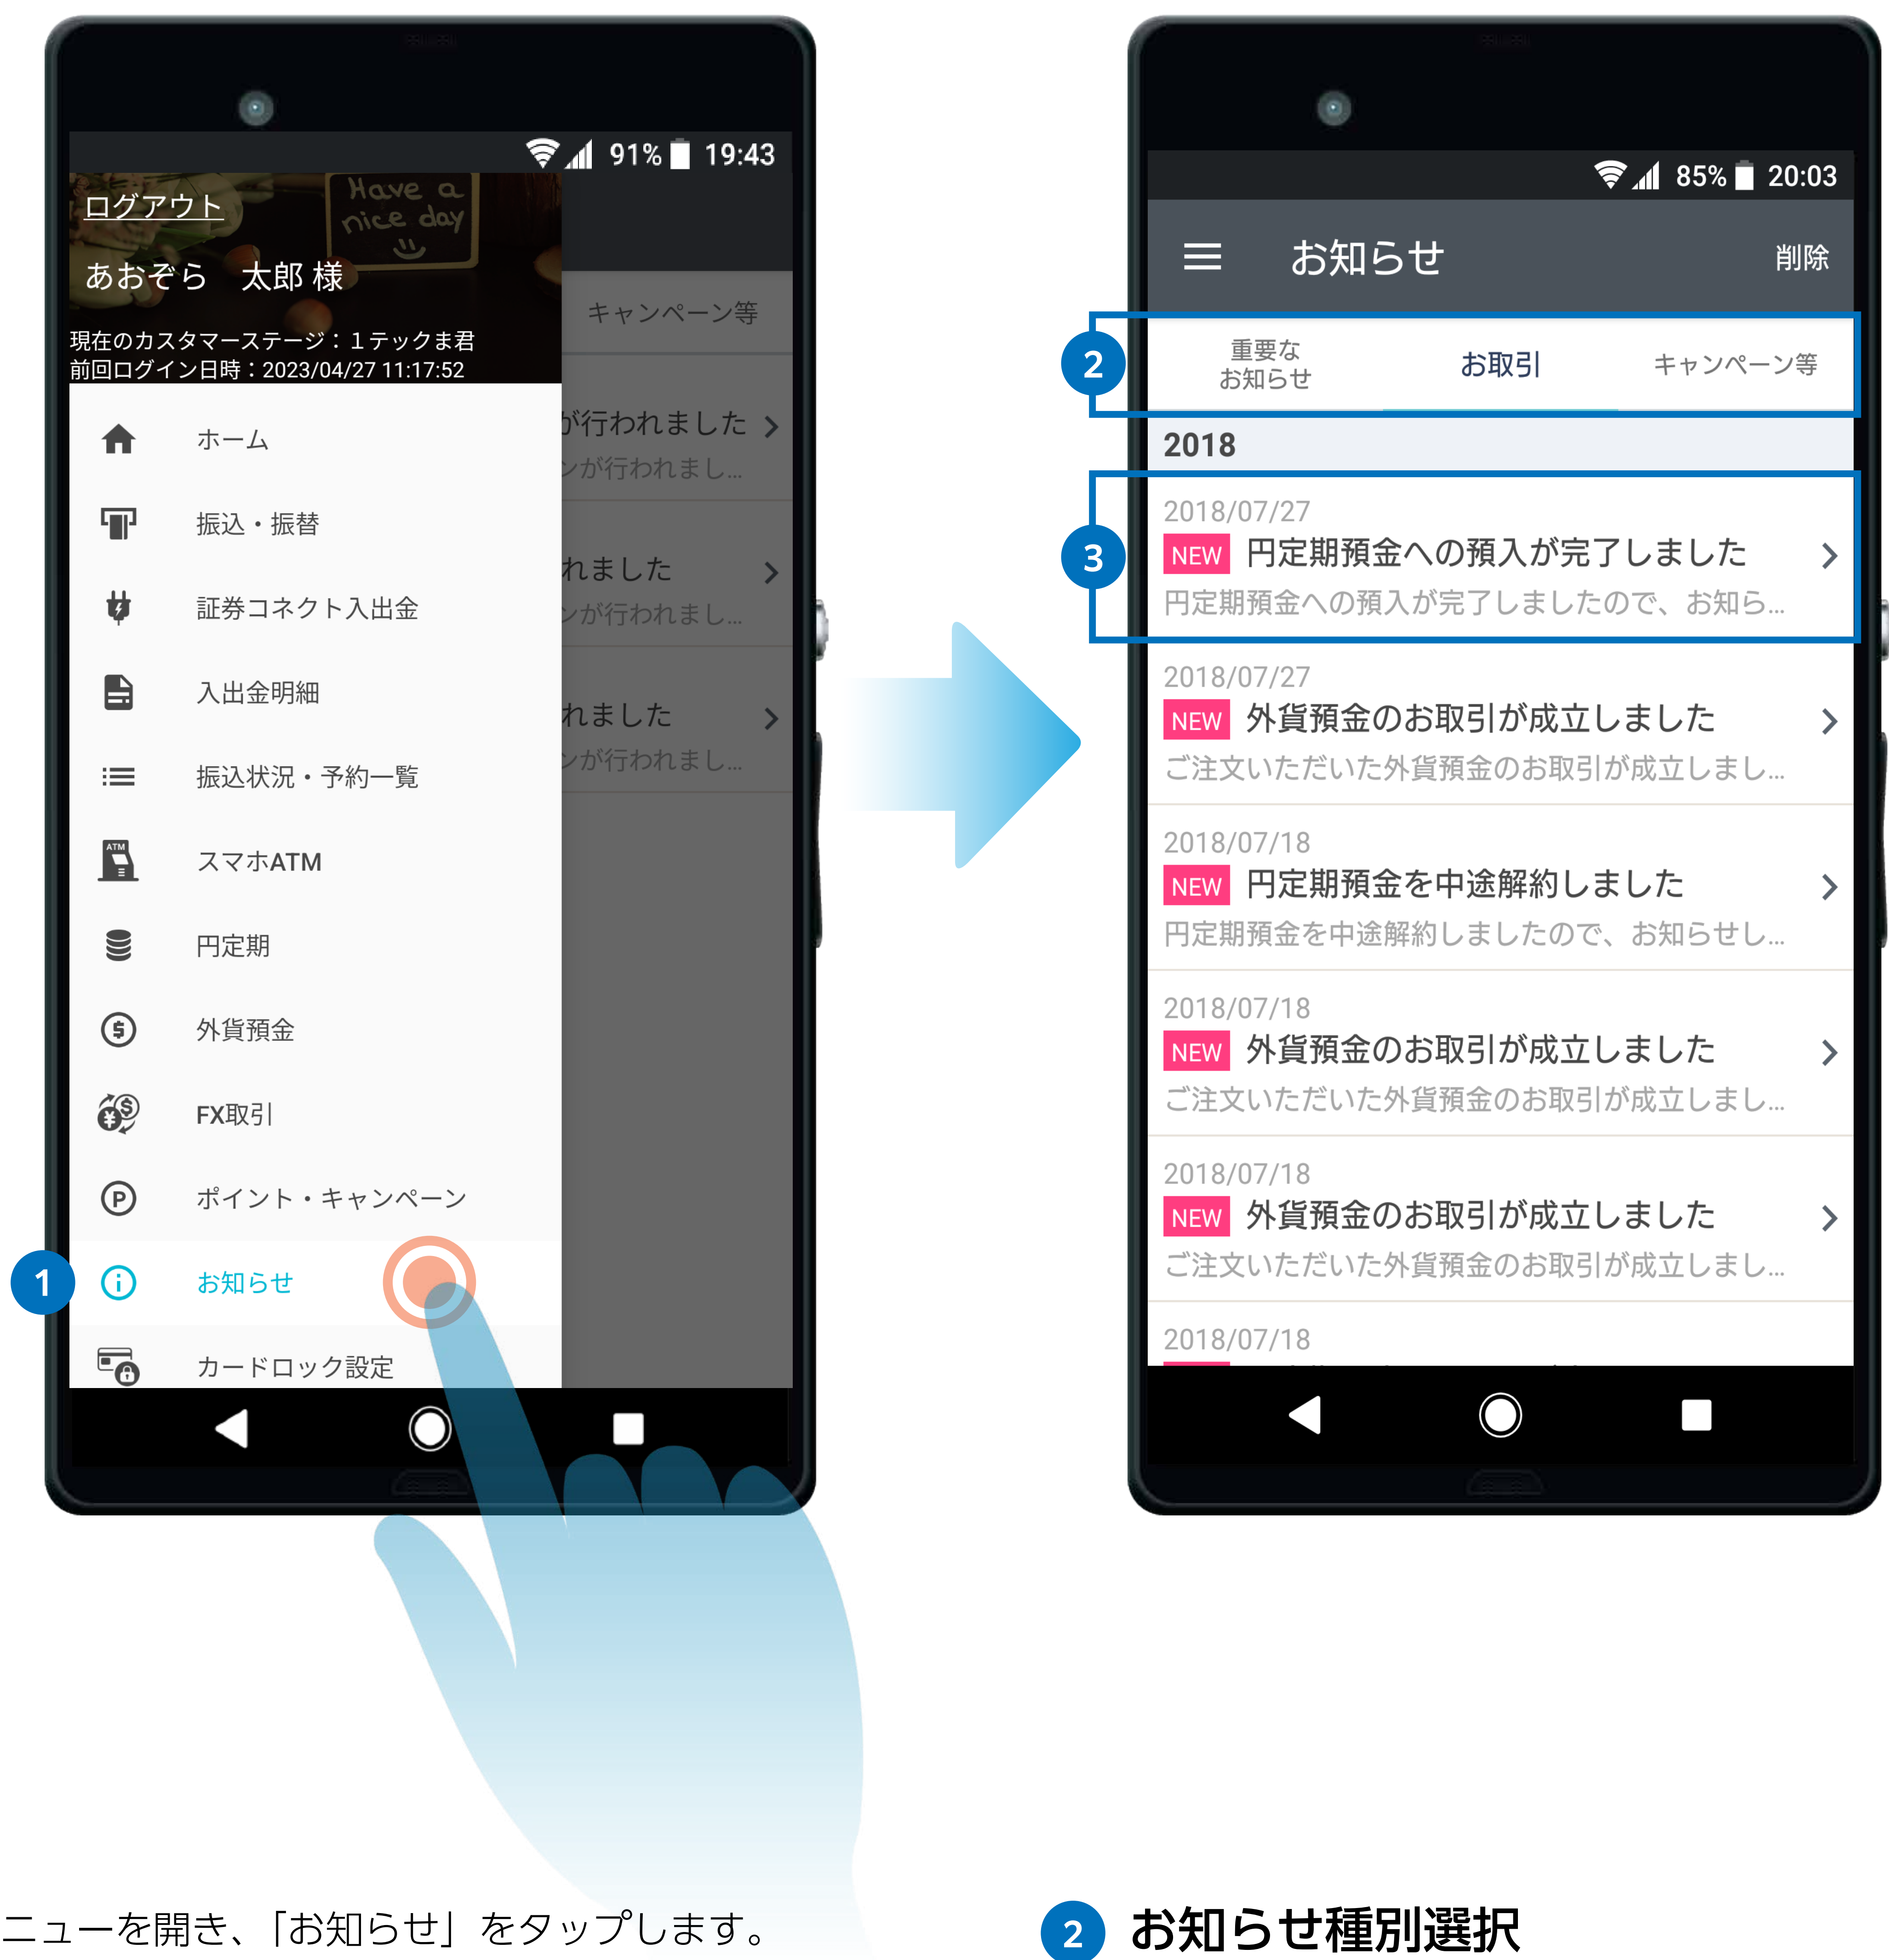 91% 19:43
Have a
nice day
ログアウト
あおぞら 太郎 様
現在のカスタマーステージ：１テックま君
前回ログイン日時：2023/04/27 11:17:52
キャンペーン等
ホーム
が行われました
ンが行われまし...
振込・振替
れました
証券コネクト入出金
ンが行われまし...
入出金明細
れました
振込状況・予約一覧
ンが行われまし...
ATM
スマホATM
円定期
外貨預金
FX取引
ポイント・キャンペーン
1
お知らせ
カードロック設定
ニューを開き、「お知らせ」をタップします。
85% 20:03
お知らせ 削除
2
重要な
お知らせ
お取引
キャンペーン等
2018
3
2018/07/27
NEW 円定期預金への預入が完了しました
円定期預金への預入が完了しましたので、お知ら...
2018/07/27
NEW 外貨預金のお取引が成立しました
ご注文いただいた外貨預金のお取引が成立しまし...
2018/07/18
NEW 円定期預金を中途解約しました
円定期預金を中途解約しましたので、お知らせし...
2018/07/18
NEW 外貨預金のお取引が成立しました
ご注文いただいた外貨預金のお取引が成立しまし...
2018/07/18
NEW 外貨預金のお取引が成立しました
ご注文いただいた外貨預金のお取引が成立しまし...
2018/07/18
2 お知らせ種別選択